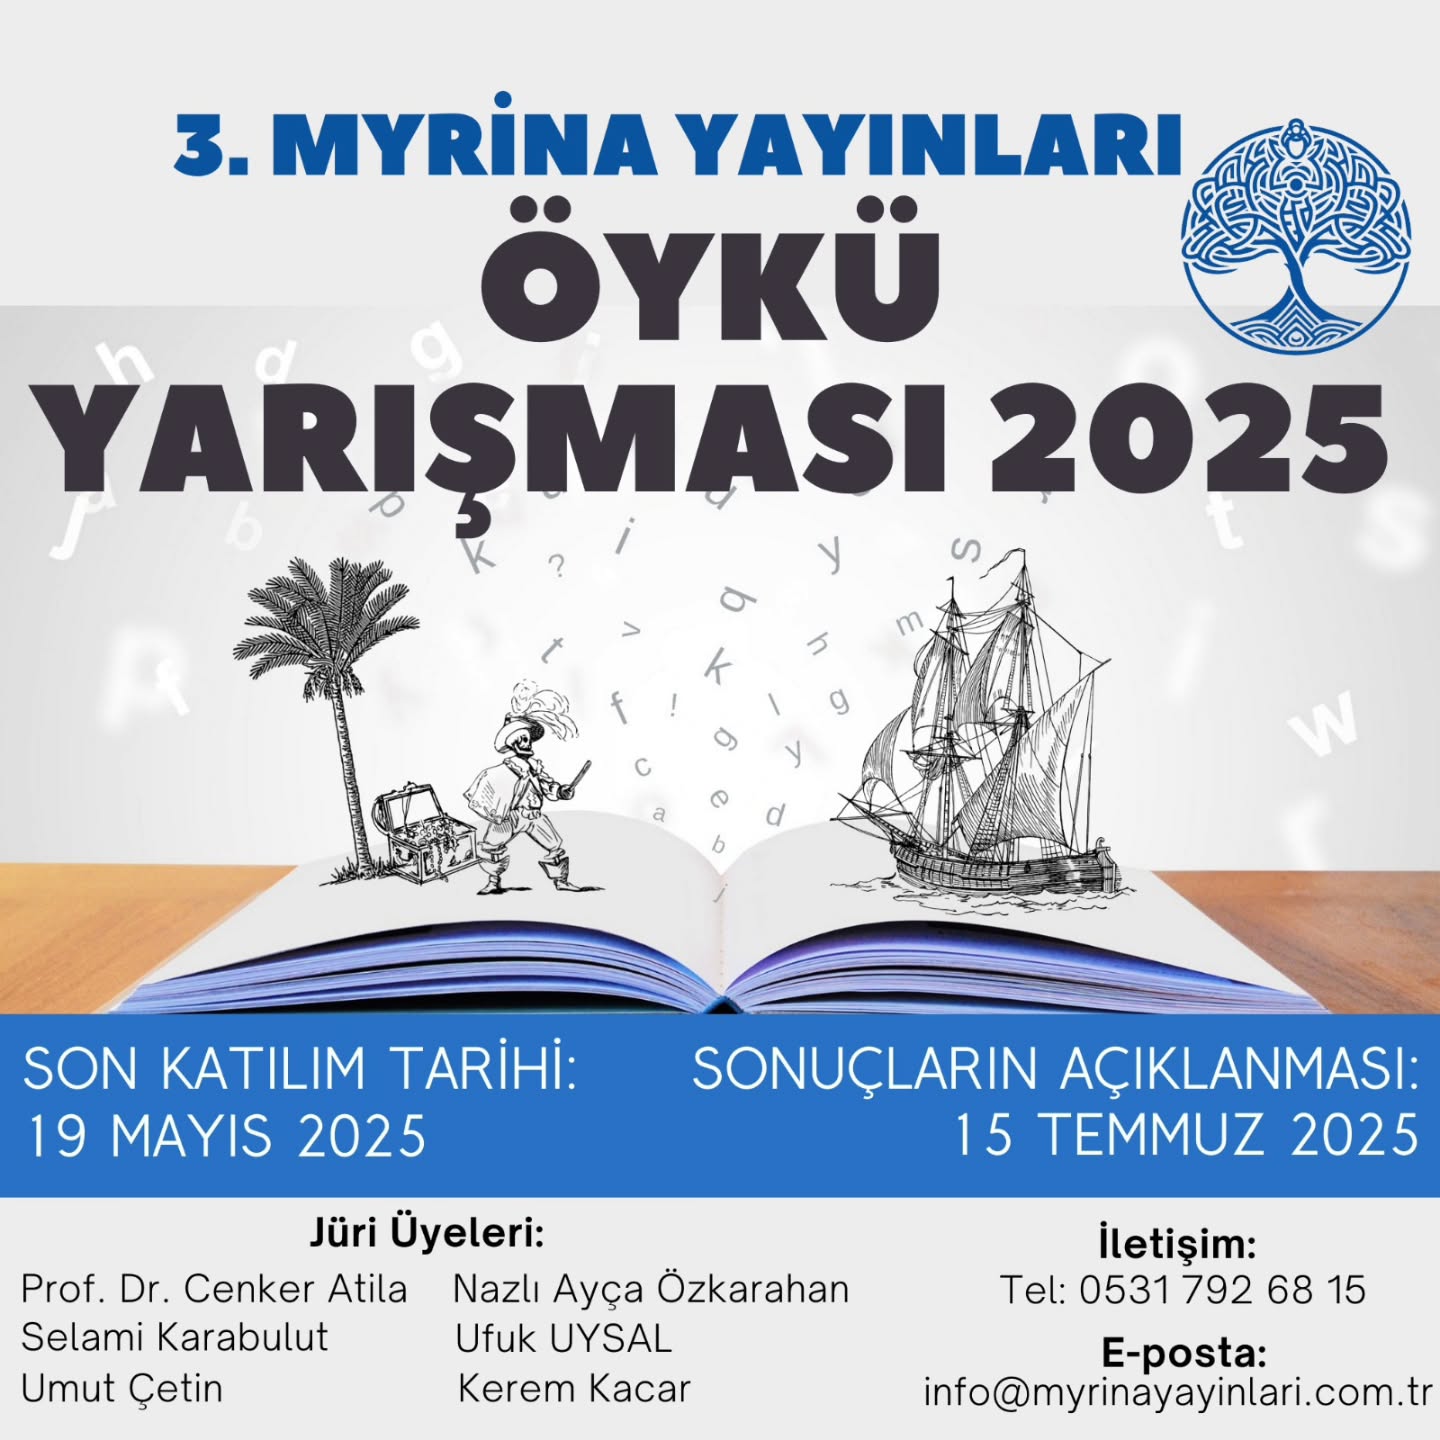 3. MYRİNA YAYINLARI
ÖYKÜ
YARIŞMASI 2025
SON KATILIM TARİHİ:
19 MAYIS 2025
SONUÇLARIN AÇIKLANMASI:
15 TEMMUZ 2025
Jüri Üyeleri:
Prof. Dr. Cenker Atila
Selami Karabulut
Umut Çetin
Nazlı Ayça Özkarahan
Ufuk UYSAL
Kerem Kacar
İletişim:
Tel: 0531 792 68 15
E-posta:
info@myrinayayinlari.com.tr